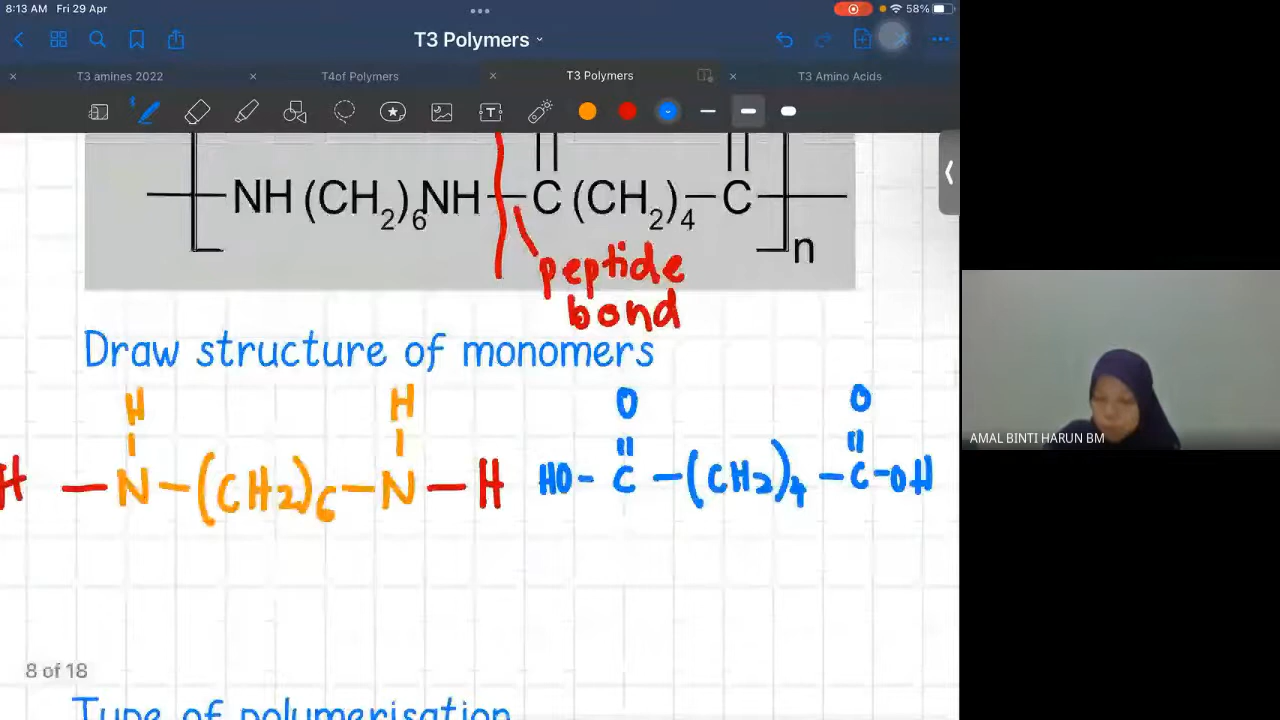 8:13 AM Fri 29 Apr
58%
T3 Polymers
T3 amines 2022
T4of Polymers
T3 Polymers
T3 Amino Acids
T
NH(CH2)6NH-C(CH2)4-C
n
peptide
bond
Draw structure of monomers
H H O O
H-N-(CH2)6-N-H HO-C-(CH2)4-C-OH
AMAL BINTI HARUN BM
8 of 18
Type of polymerisation